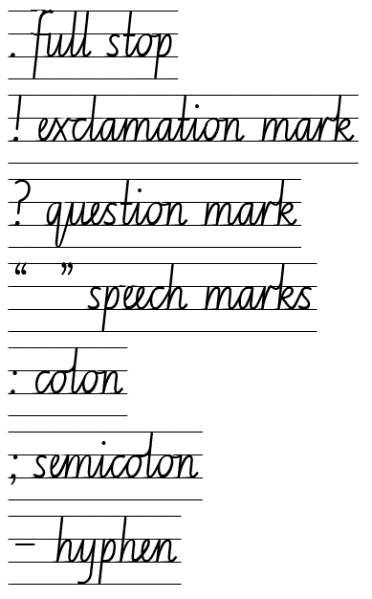 . full stop
! exclamation mark
? question mark
“ ” speech marks
: colon
; semicolon
– hyphen